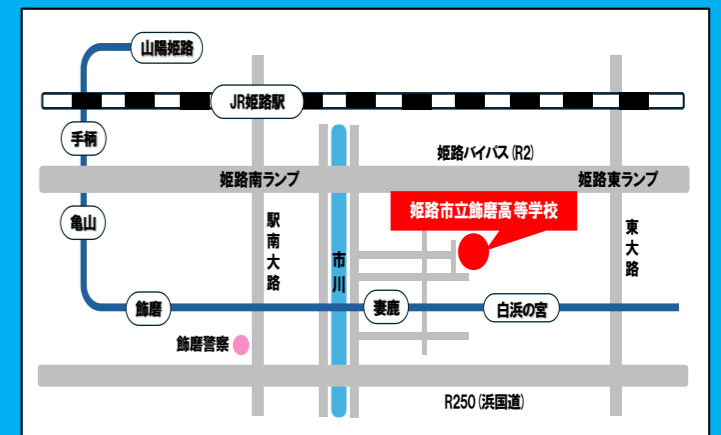 山陽姫路
JR姫路駅
手柄
姫路バイパス(R2)
姫路南ランプ
姫路東ランプ
姫路市立飾磨高等学校
亀山
駅南大路
東大路
市川
飾磨
妻鹿
白浜の宮
飾磨警察
R250(浜国道)